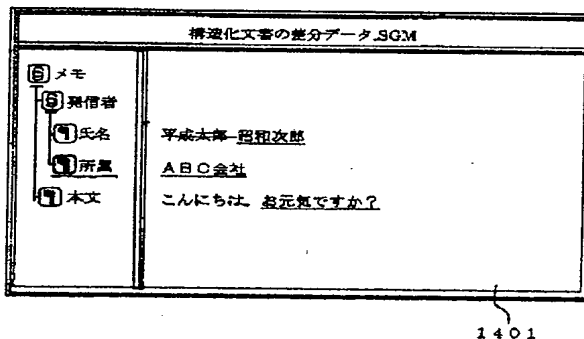 構造化文書の差分データ.SGM
メモ
発信者
氏名 平成太郎 昭和次郎
所属 ABC会社
本文 こんにちは。お元気ですか?
1401